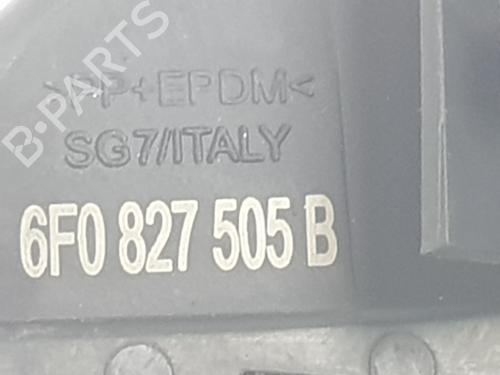 B-PARTS
>PP+EPDM<
SG7/ITALY
6F0 827 505 B